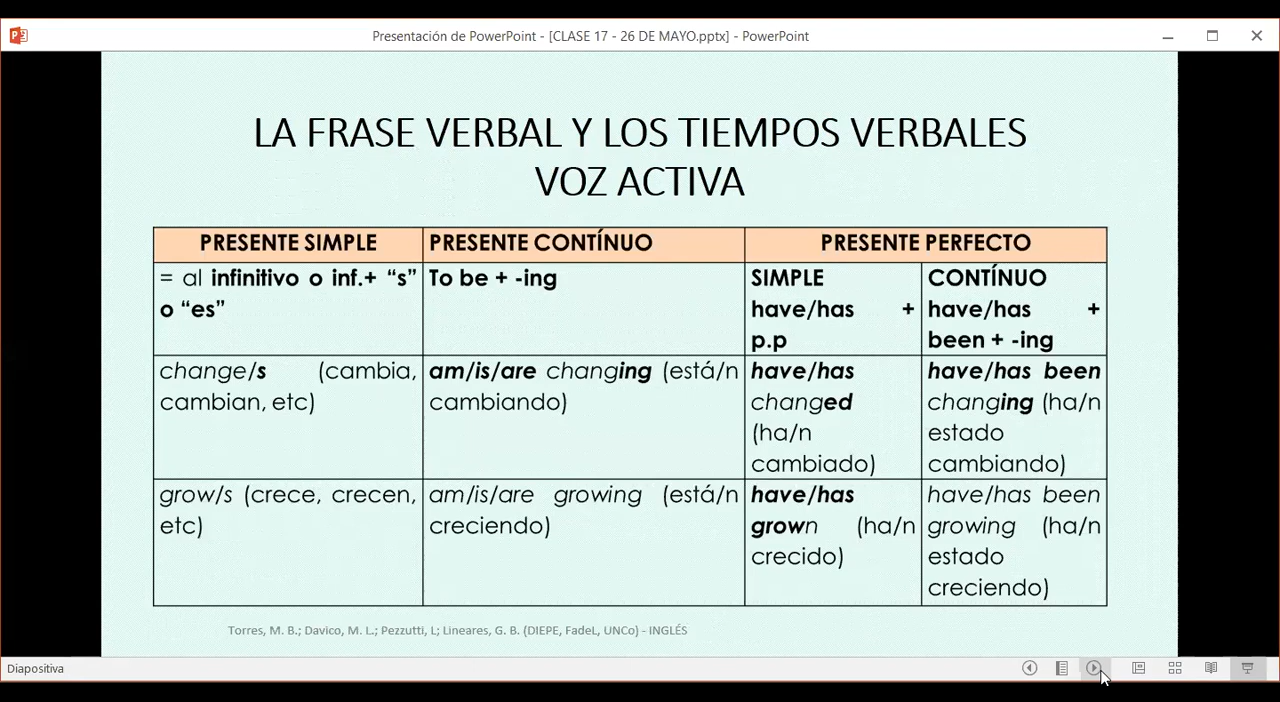 Presentación de PowerPoint - [CLASE 17 - 26 DE MAYO.pptx] - PowerPoint
LA FRASE VERBAL Y LOS TIEMPOS VERBALES
VOZ ACTIVA
PRESENTE SIMPLE
PRESENTE CONTÍNUO
PRESENTE PERFECTO
= al infinitivo o inf.+ “s”
o “es”
To be + -ing
SIMPLE
have/has +
p.p
CONTÍNUO
have/has +
been + -ing
change/s (cambia,
cambian, etc)
am/is/are changing (está/n
cambiando)
have/has
changed
(ha/n
cambiado)
have/has been
changing (ha/n
estado
cambiando)
grow/s (crece, crecen,
etc)
am/is/are growing (está/n
creciendo)
have/has
grown (ha/n
crecido)
have/has been
growing (ha/n
estado
creciendo)
Torres, M. B.; Davico, M. L.; Pezzutti, I; Lineares, G. B. (DIEPE, FadeL, UNCo) - INGLÉS
Diapositiva